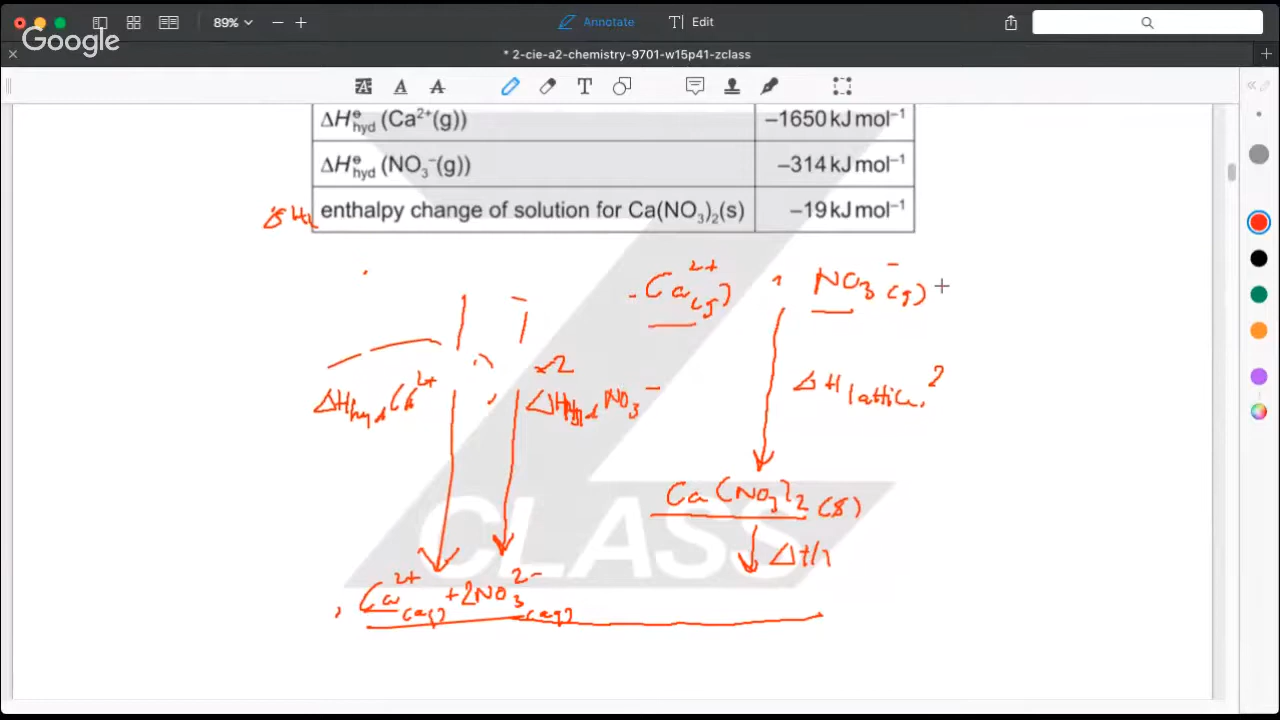 89%
Annotate
T Edit
Google
* 2-cie-a2-chemistry-9701-w15p41-zclass
ΔH⦵hyd (Ca²⁺(g)) −1650 kJ mol⁻¹
ΔH⦵hyd (NO₃⁻(g)) −314 kJ mol⁻¹
enthalpy change of solution for Ca(NO₃)₂(s) −19 kJ mol⁻¹
Ca²⁺(g) NO₃⁻(g)
×2
ΔHhyd Ca²⁺ ΔHhyd NO₃⁻ ΔH lattice ?
Ca(NO₃)₂ (s)
Ca²⁺(aq) + 2NO₃²⁻(aq)
CLASS